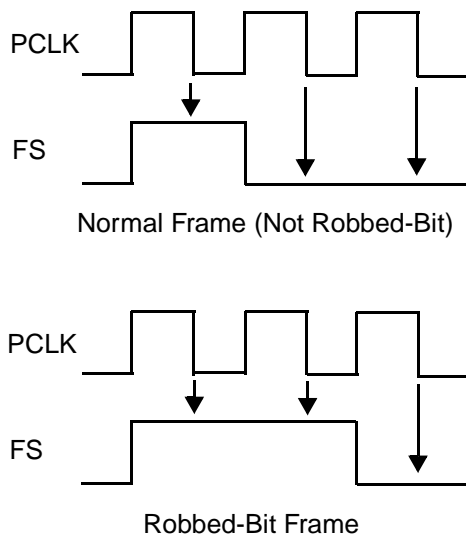 PCLK
FS
Normal Frame (Not Robbed-Bit)
PCLK
FS
Robbed-Bit Frame